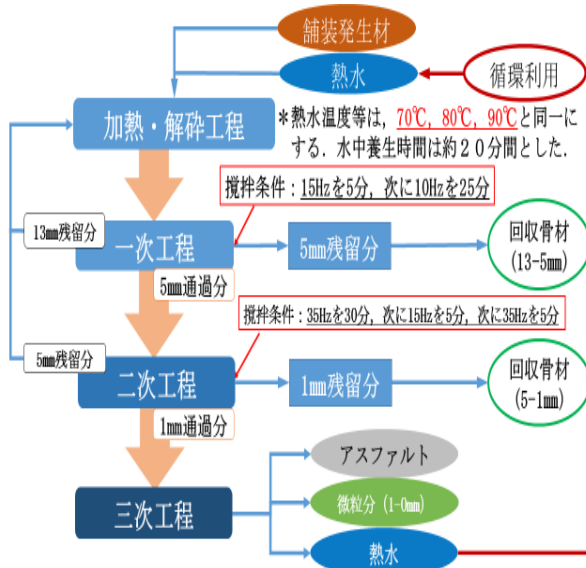 舗装発生材
熱水
循環利用
加熱・解砕工程
*熱水温度等は，70℃，80℃，90℃と同一に
する．水中養生時間は約２０分間とした．
撹拌条件：15Hzを5分，次に10Hzを25分
13mm残留分
一次工程
5mm残留分
回収骨材
(13-5mm)
5mm通過分
撹拌条件：35Hzを30分，次に15Hzを5分，次に35Hzを5分
5mm残留分
二次工程
1mm残留分
回収骨材
(5-1mm)
1mm通過分
アスファルト
三次工程
微粒分 (1-0mm)
熱水